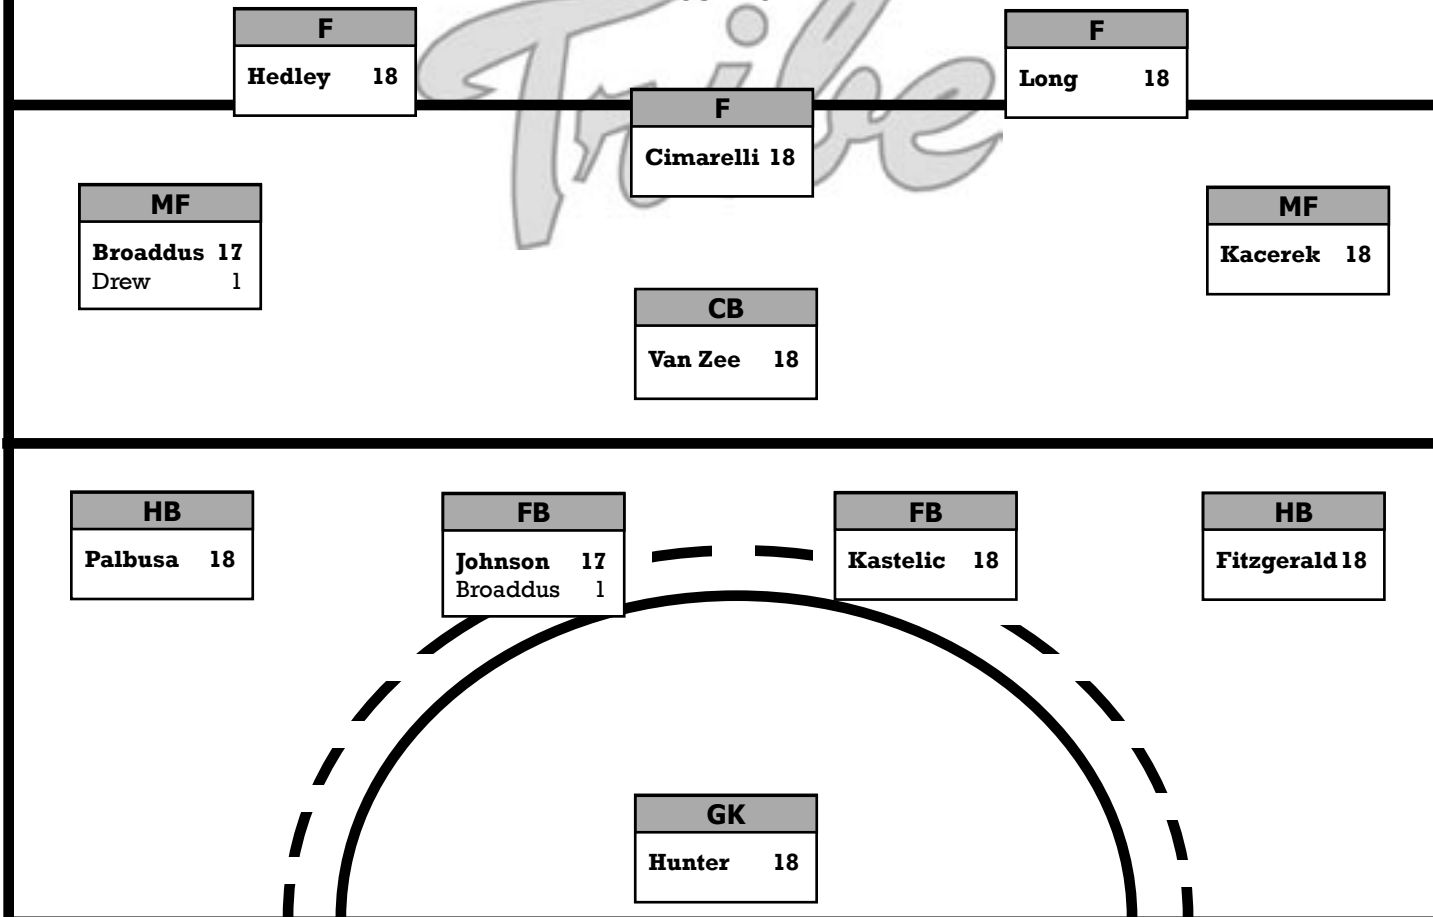 Tribe
F
Hedley 18
F
Long 18
F
Cimarelli 18
MF
Broaddus 17
Drew 1
MF
Kacerek 18
CB
Van Zee 18
HB
Palbusa 18
FB
Johnson 17
Broaddus 1
FB
Kastelic 18
HB
Fitzgerald 18
GK
Hunter 18